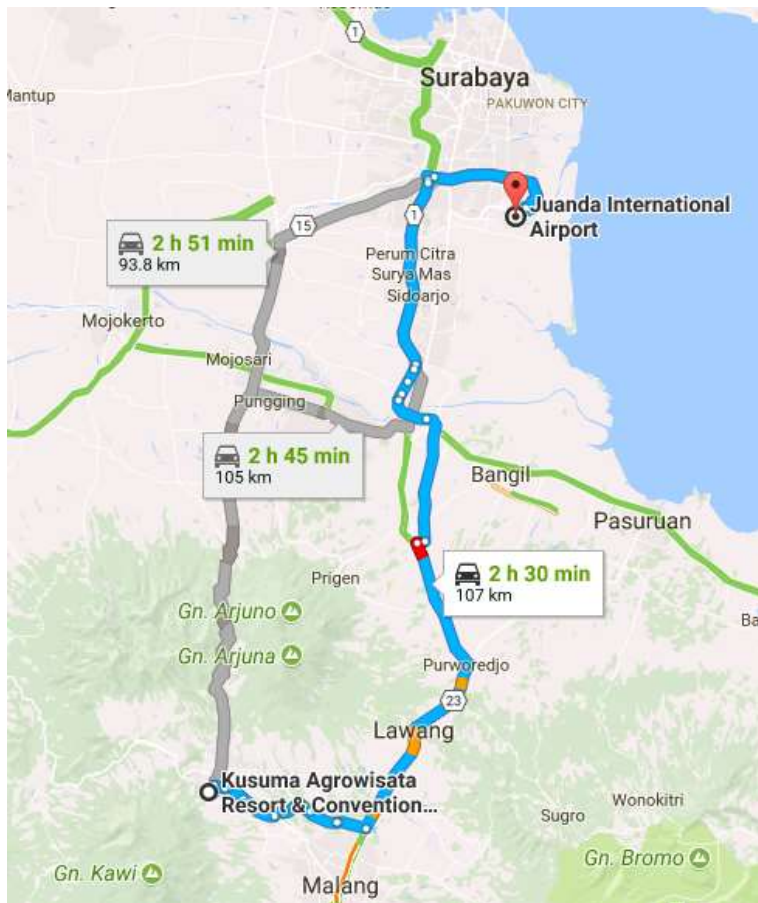 1
Surabaya
Mantup
PAKUWON CITY
Juanda International
Airport
1
15
2 h 51 min
93.8 km
Perum Citra
Surya Mas
Sidoarjo
Mojokerto
Mojosari
Pungging
2 h 45 min
105 km
Bangil
Pasuruan
2 h 30 min
107 km
Prigen
Gn. Arjuno
Gn. Arjuna
Ba
Purworedjo
23
Lawang
Kusuma Agrowisata
Resort & Convention...
Wonokitri
Sugro
Gn. Bromo
Gn. Kawi
Malang